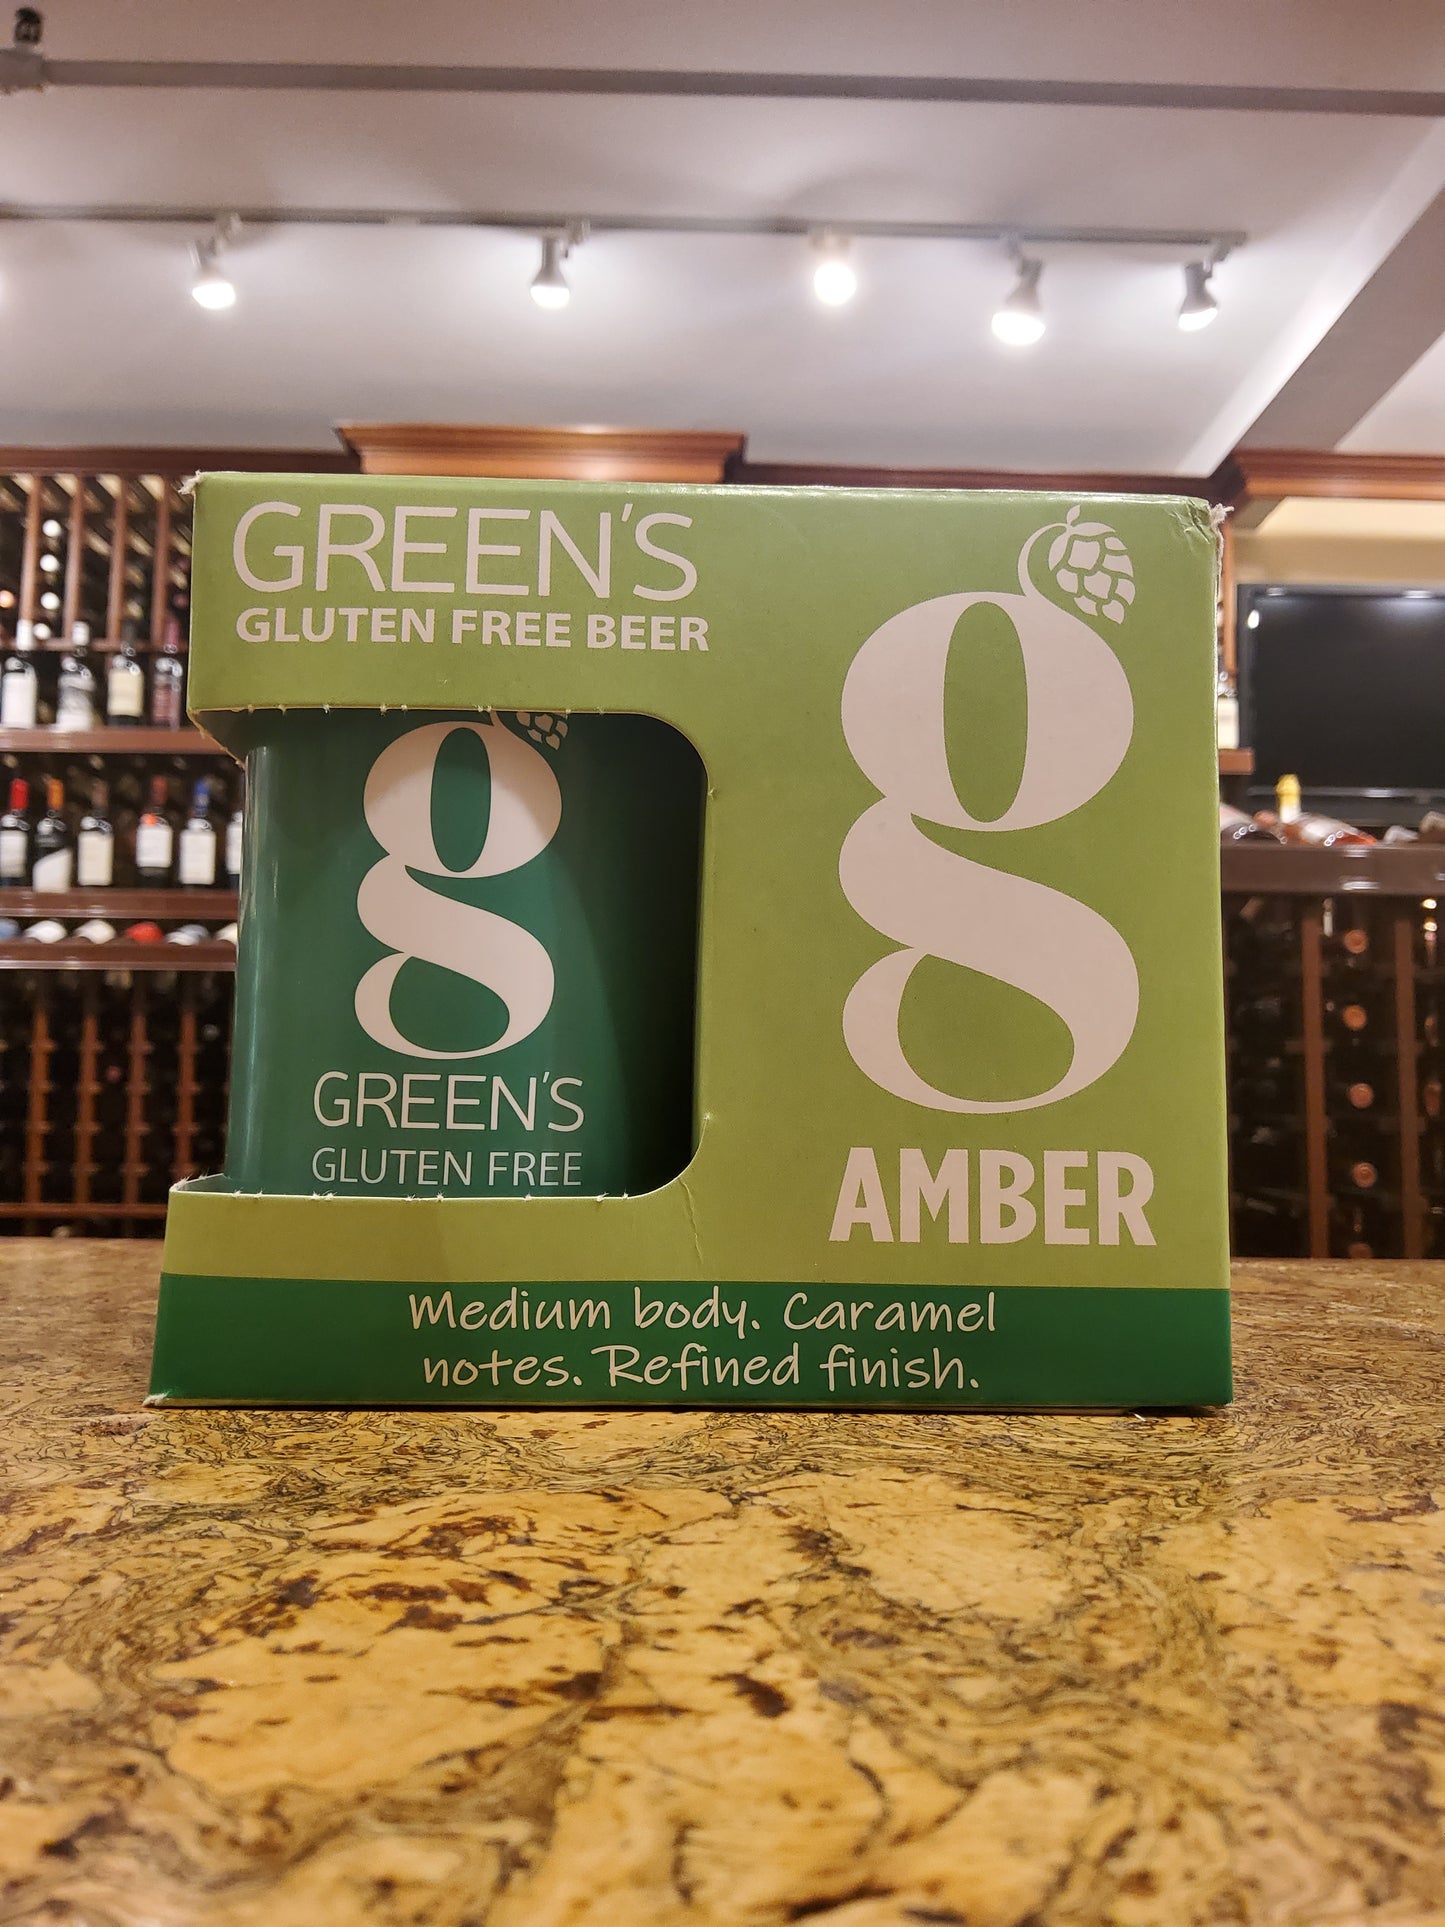 GREEN'S
GLUTEN FREE BEER
g
GREEN'S
GLUTEN FREE
g
AMBER
Medium body. Caramel
notes. Refined finish.